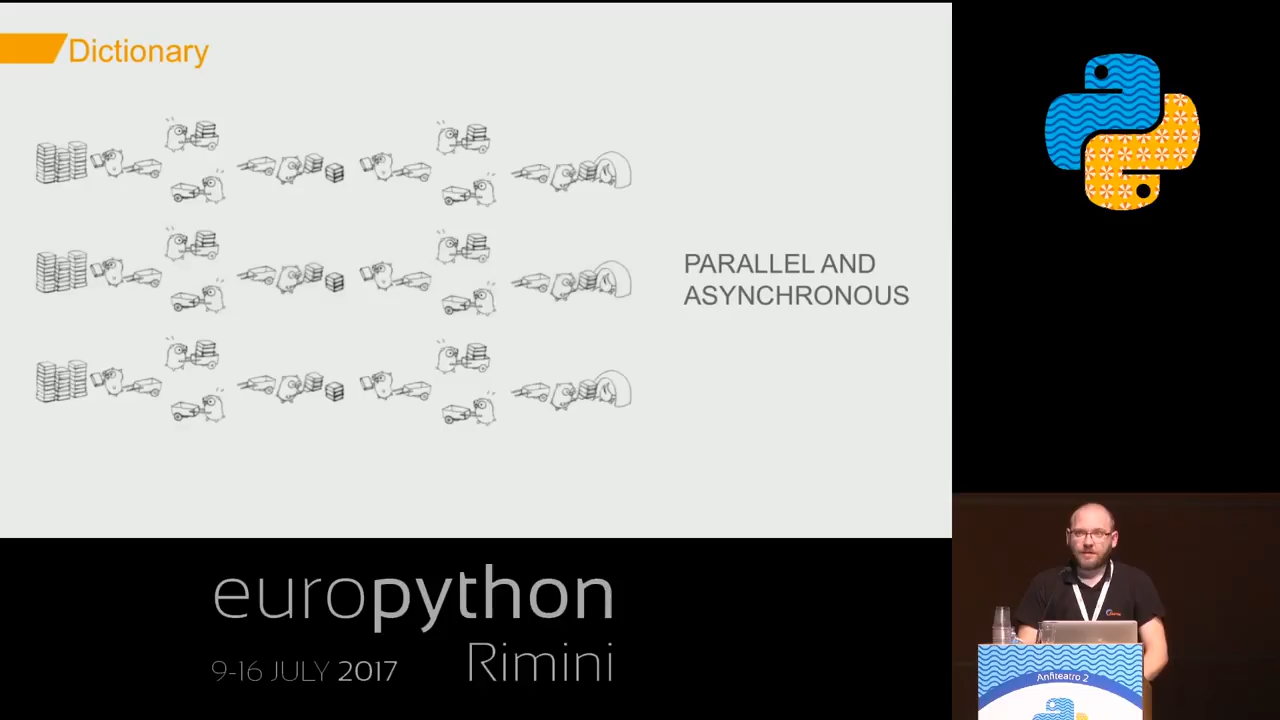 Dictionary
PARALLEL AND
ASYNCHRONOUS
europython
9-16 JULY 2017
Rimini
Anfiteatro 2